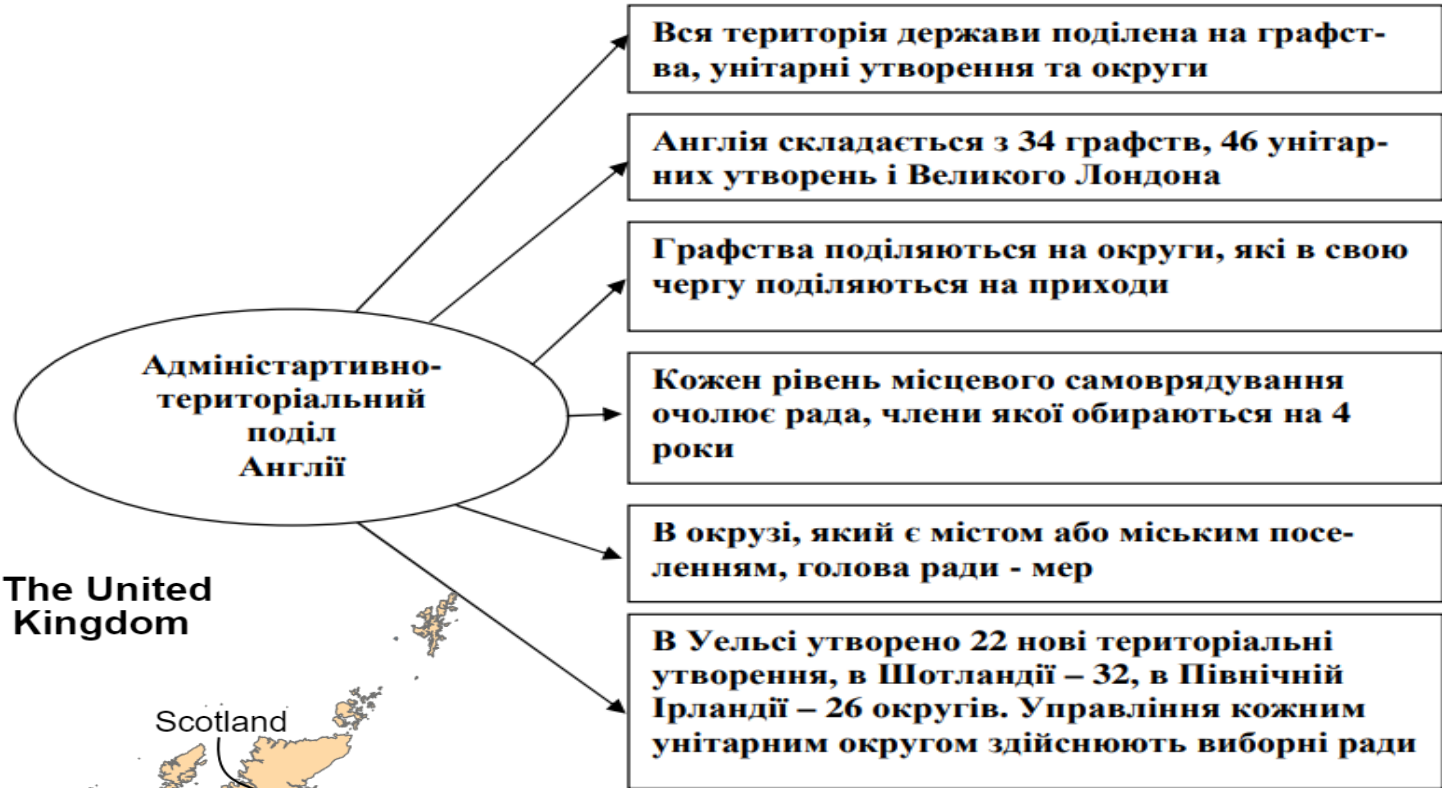 Вся територія держави поділена на графст-
ва, унітарні утворення та округи
Англія складається з 34 графств, 46 унітар-
них утворень і Великого Лондона
Графства поділяються на округи, які в свою
чергу поділяються на приходи
Адміністартивно-
територіальний
поділ
Англії
Кожен рівень місцевого самоврядування
очолює рада, члени якої обираються на 4
роки
В окрузі, який є містом або міським посе-
ленням, голова ради - мер
The United
Kingdom
В Уельсі утворено 22 нові територіальні
утворення, в Шотландії – 32, в Північній
Ірландії – 26 округів. Управління кожним
унітарним округом здійснюють виборні ради
Scotland